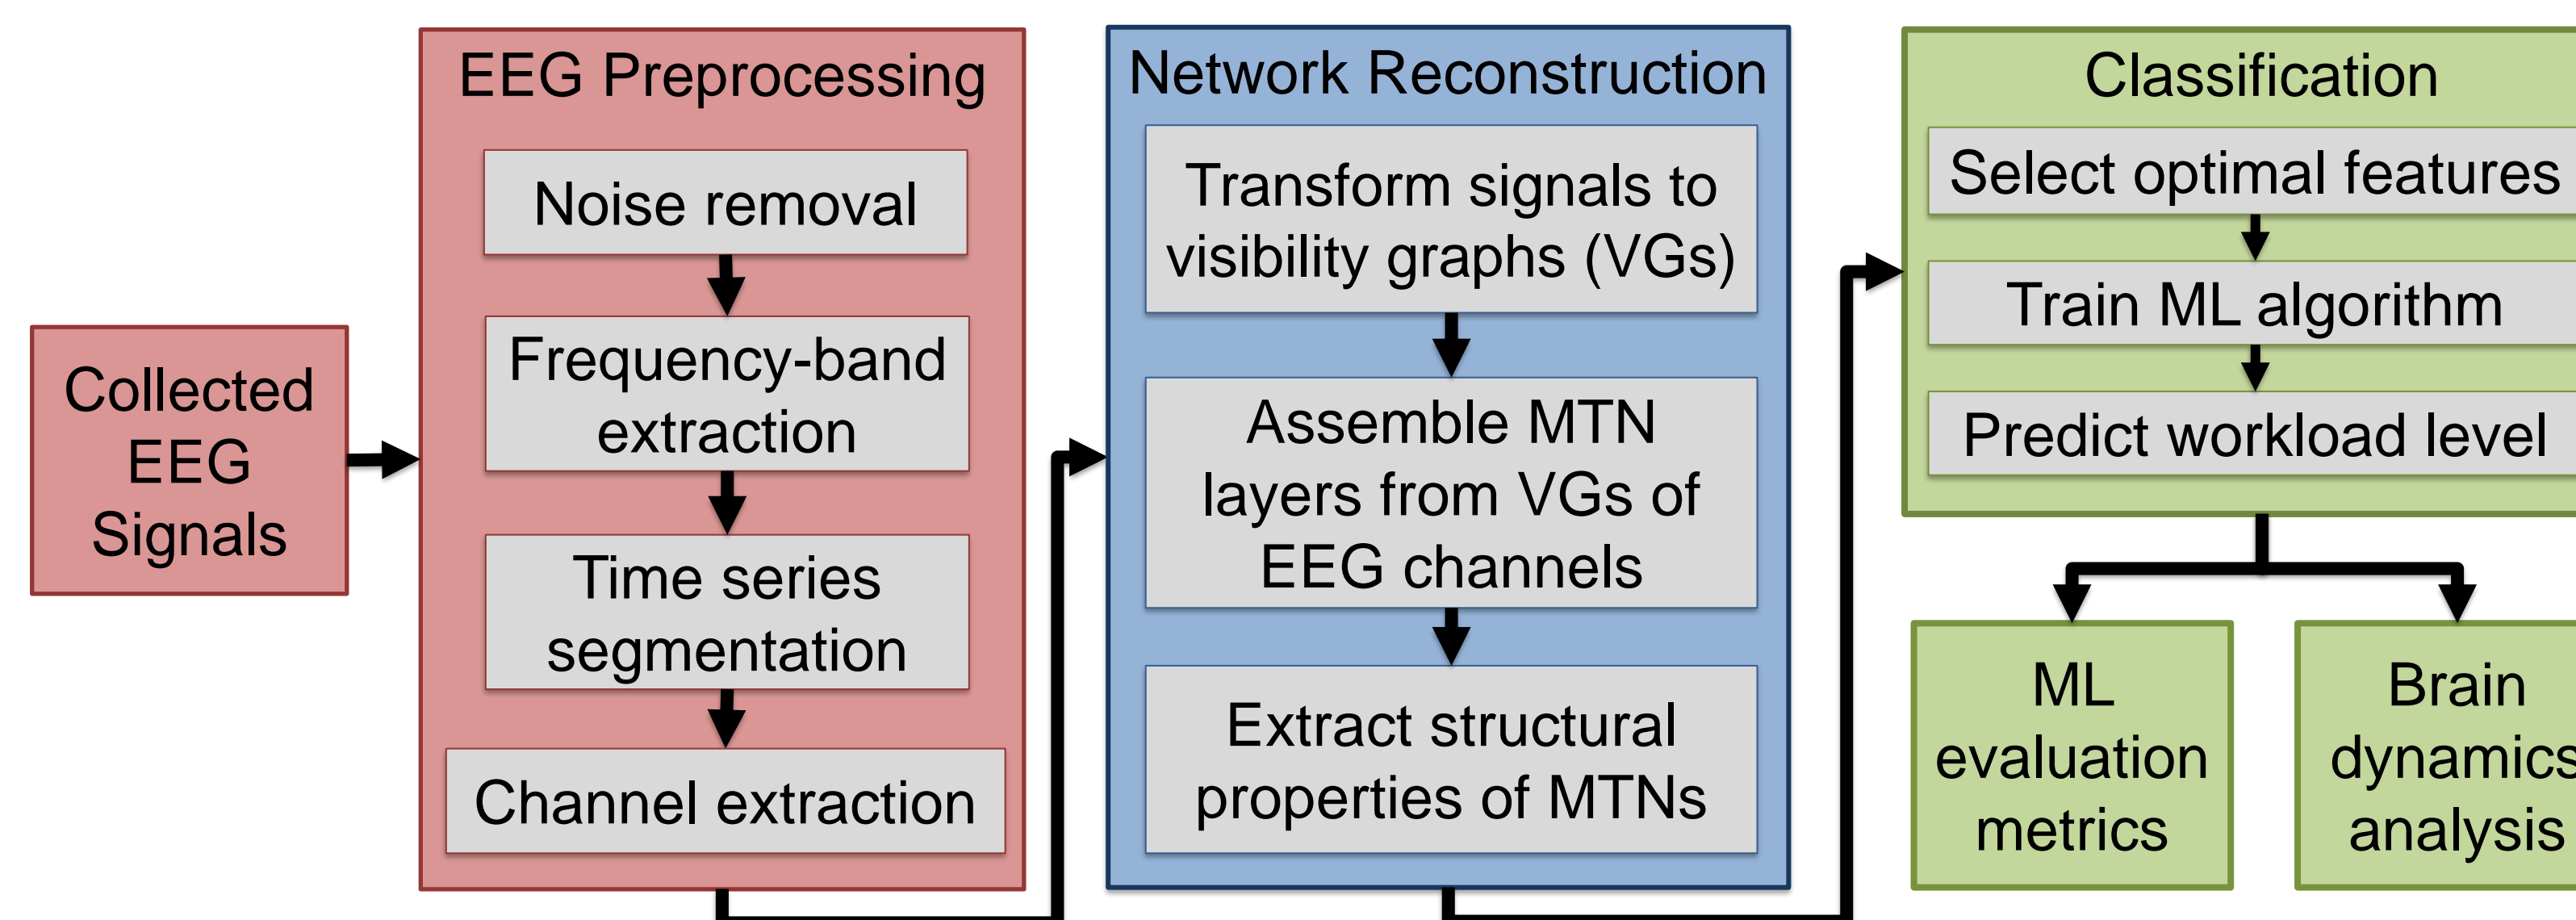 Collected
EEG
Signals
EEG Preprocessing
Noise removal
Frequency-band
extraction
Time series
segmentation
Channel extraction
Network Reconstruction
Transform signals to
visibility graphs (VGs)
Assemble MTN
layers from VGs of
EEG channels
Extract structural
properties of MTNs
Classification
Select optimal features
Train ML algorithm
Predict workload level
ML
evaluation
metrics
Brain
dynamics
analysis